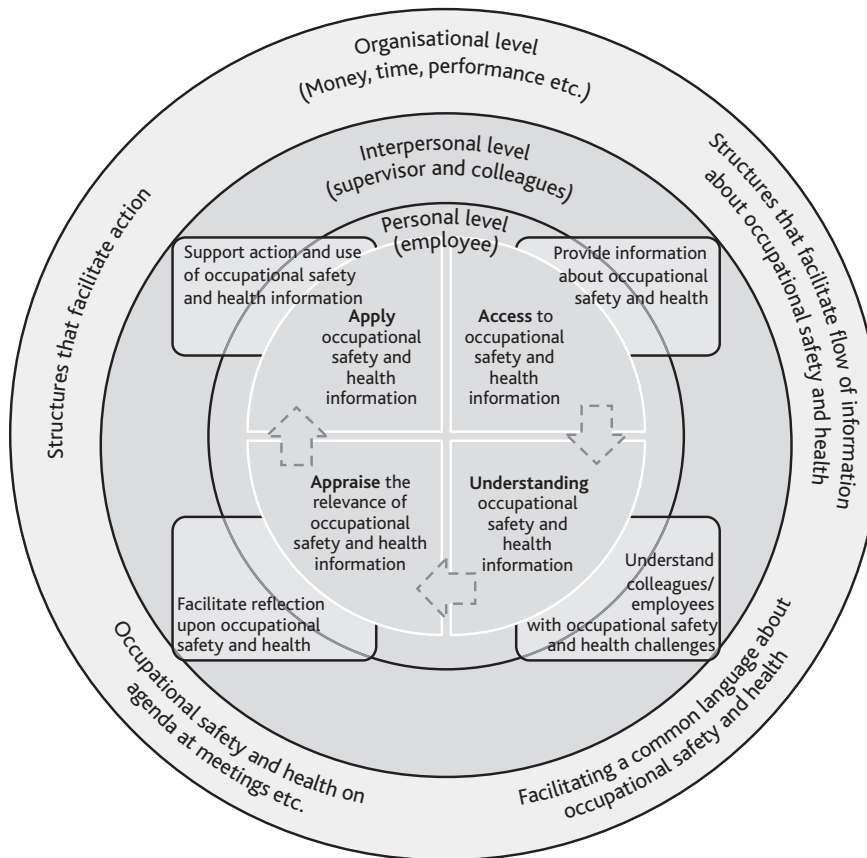 Organisational level
(Money, time, performance etc.)
Interpersonal level
(supervisor and colleagues)
Personal level
(employee)
Structures that facilitate action
Structures that facilitate flow of information
about occupational safety and health
Support action and use
of occupational safety
and health information
Provide information
about occupational
safety and health
Apply
occupational
safety and
health
information
Access to
occupational
safety and
health
information
Appraise the
relevance of
occupational
safety and health
information
Understanding
occupational
safety and
health
information
Facilitate reflection
upon occupational
safety and health
Understand
colleagues/
employees
with occupational safety
and health challenges
Occupational safety and health on
agenda at meetings etc.
Facilitating a common language about
occupational safety and health